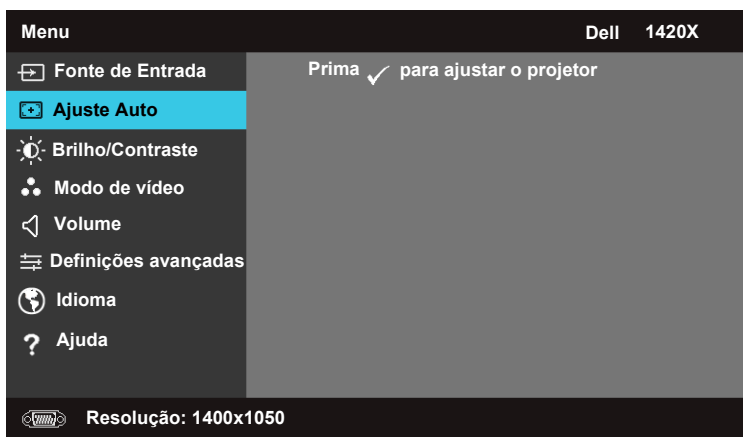 Menu Dell 1420X
Fonte de Entrada
Prima ✓ para ajustar o projetor
Ajuste Auto
Brilho/Contraste
Modo de vídeo
Volume
Definições avançadas
Idioma
? Ajuda
Resolução: 1400x1050